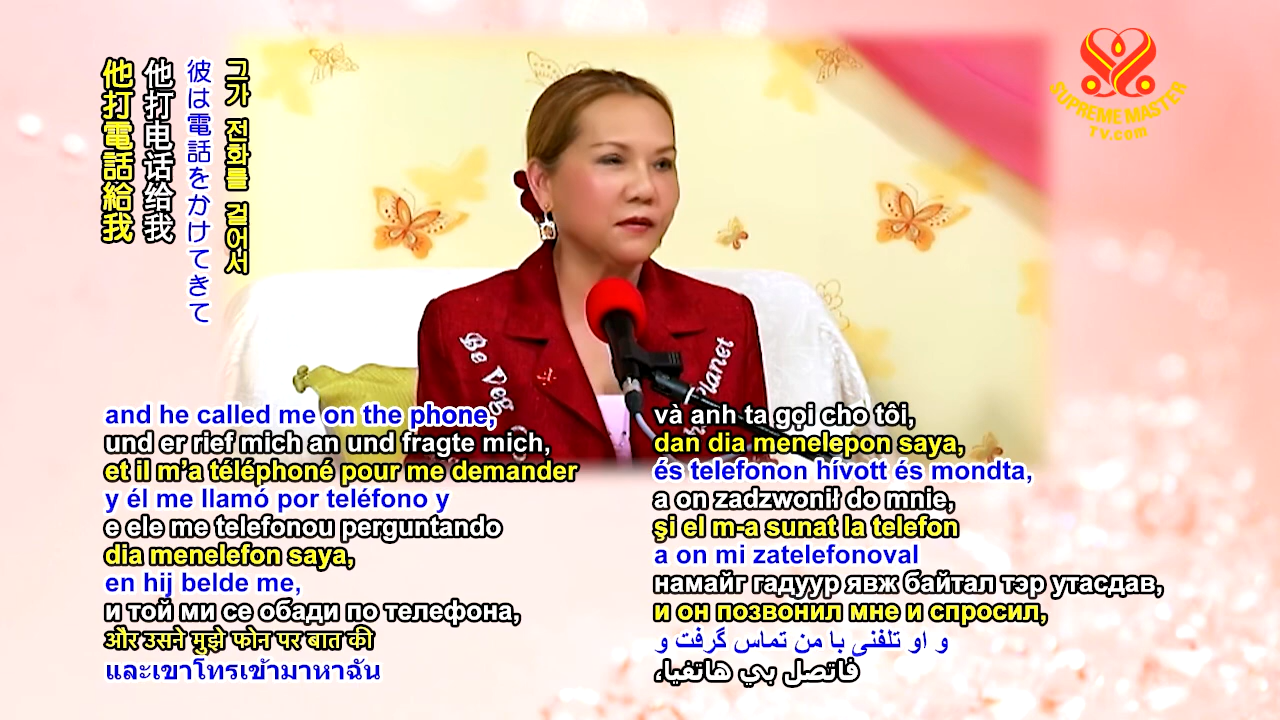 他打電話給我
他打电话给我
彼は電話をかけてきて
그가 전화를 걸어서
SUPREME MASTER
TV.com
Be Veg
Planet
and he called me on the phone,
und er rief mich an und fragte mich,
et il m’a téléphoné pour me demander
y él me llamó por teléfono y
e ele me telefonou perguntando
dia menelefon saya,
en hij belde me,
и той ми се обади по телефона,
और उसने मुझे फोन पर बात की
และเขาโทรเข้ามาหาฉัน
và anh ta gọi cho tôi,
dan dia menelepon saya,
és telefonon hívott és mondta,
a on zadzwonił do mnie,
şi el m-a sunat la telefon
a on mi zatelefonoval
намайг гадуур явж байтал тэр утасдав,
и он позвонил мне и спросил,
و او تلفنی با من تماس گرفت و
فاتصل بي هاتفيا،